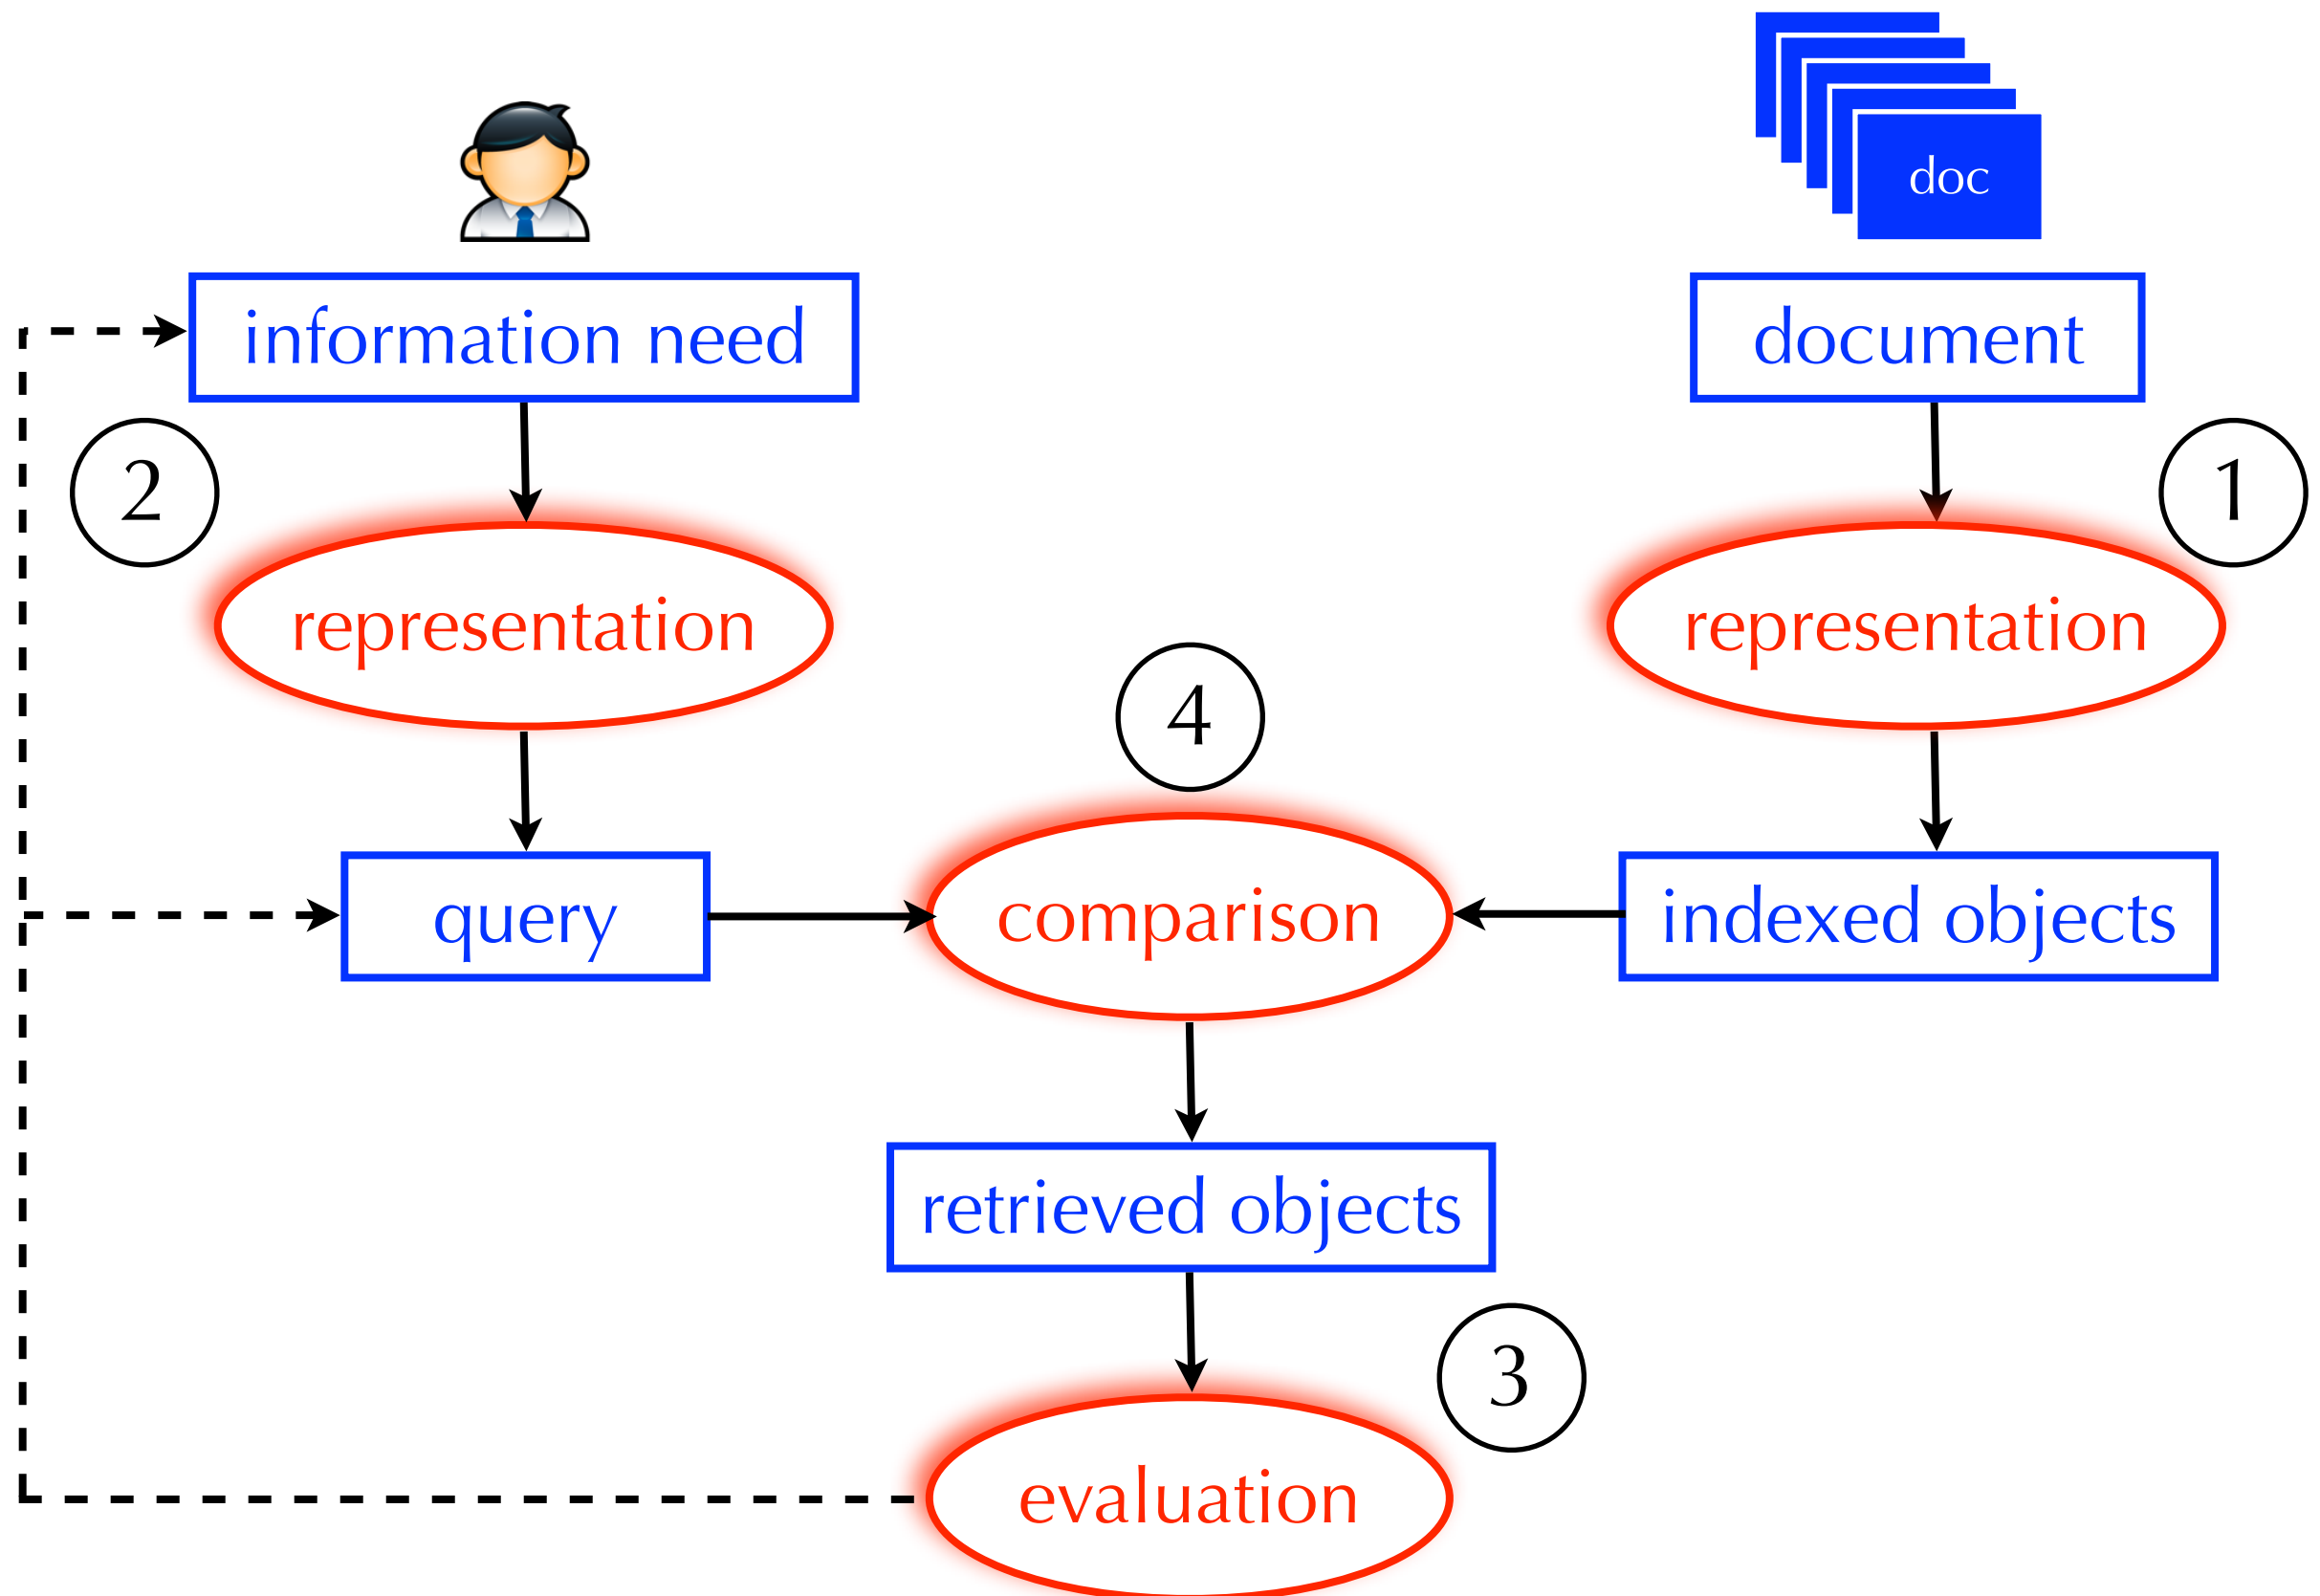 doc
information need
document
2
1
representation
representation
4
query
comparison
indexed objects
retrieved objects
3
evaluation